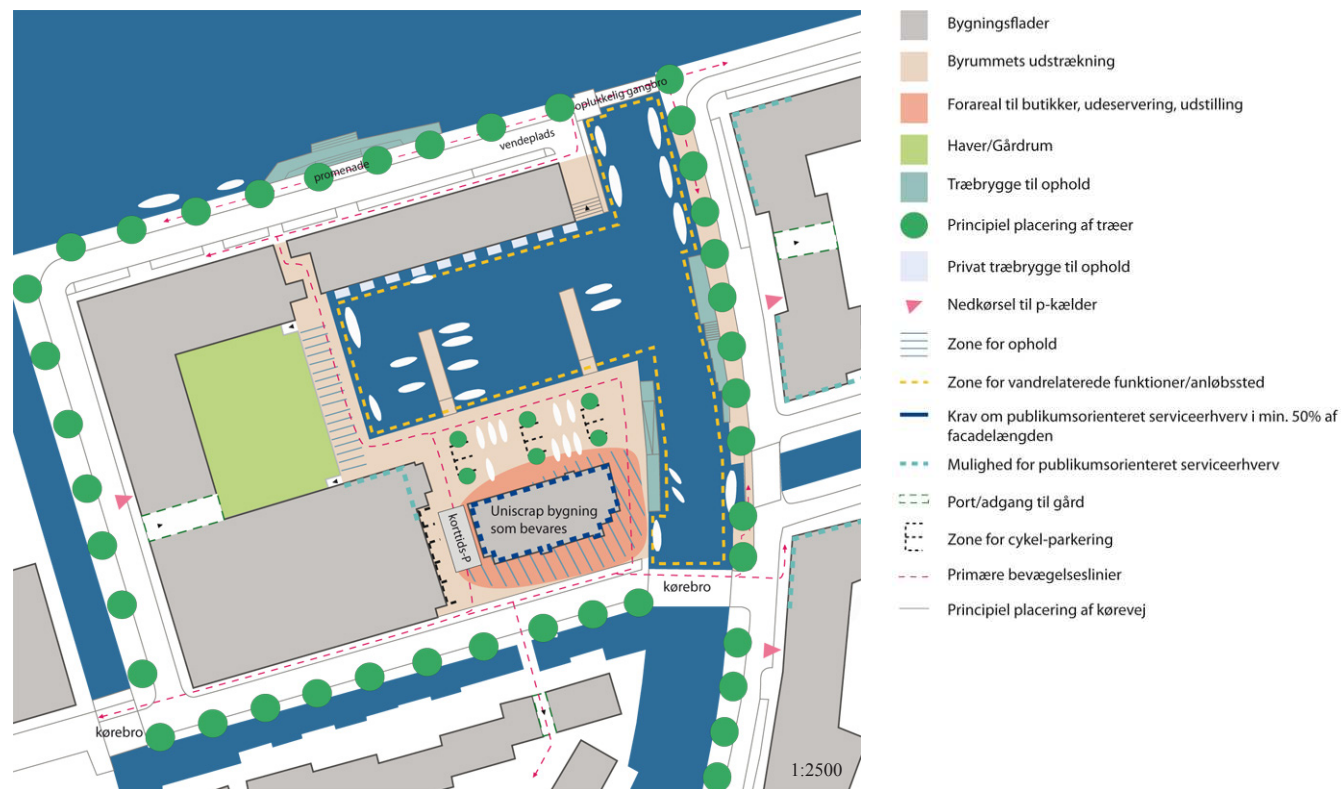 oplukkelig gangbro
vendeplads
promenade
Uniscrap bygning
som bevares
korttids-P
kørebro
kørebro
1:2500
Bygningsflader
Byrummets udstrækning
Forareal til butikker, udeservering, udstilling
Haver/Gårdrum
Træbrygge til ophold
Principiel placering af træer
Privat træbrygge til ophold
Nedkørsel til p-kælder
Zone for ophold
Zone for vandrelaterede funktioner/anløbssted
Krav om publikumsorienteret serviceerhverv i min. 50% af
facadelængden
Mulighed for publikumsorienteret serviceerhverv
Port/adgang til gård
Zone for cykel-parkering
Primære bevægelseslinier
Principiel placering af kørevej